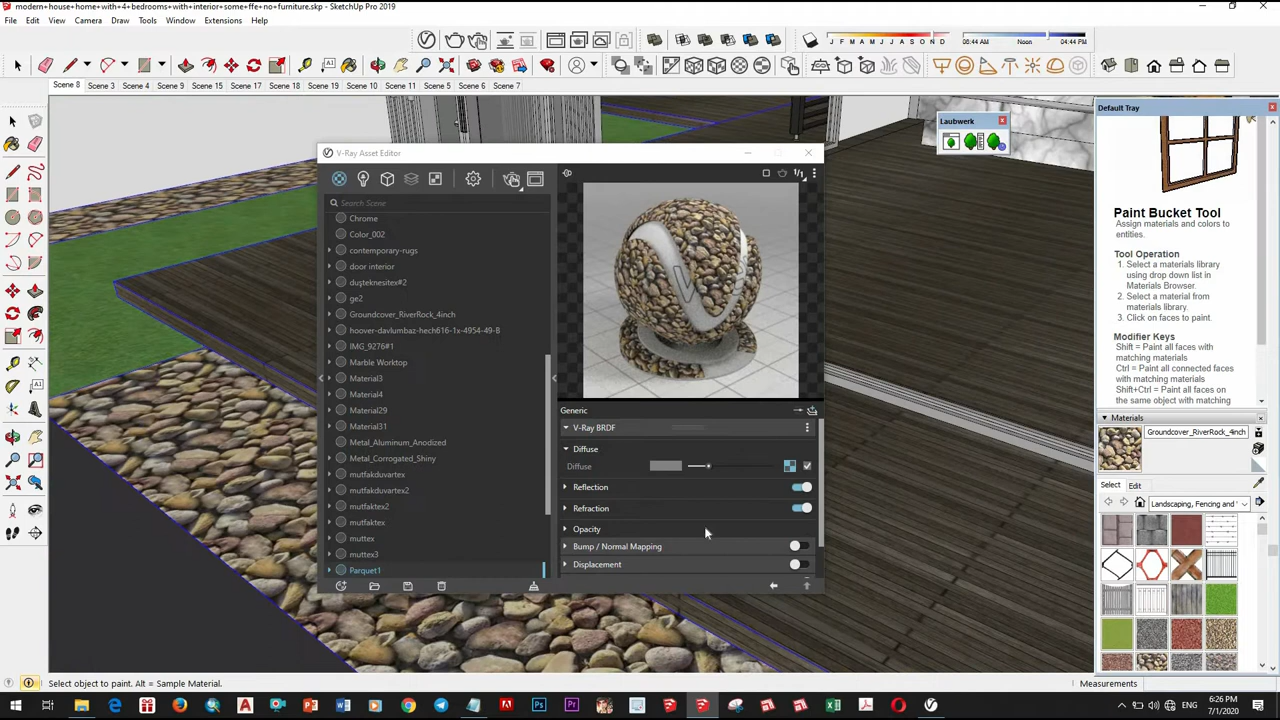 modern+house+home+with+4+bedrooms+with+interior+some+ffe+no+furniture.skp - SketchUp Pro 2019
File Edit View Camera Draw Tools Window Extensions Help
J F M A M J J A S O N D
06:44 AM Noon 04:44 PM
Scene 8 Scene 3 Scene 4 Scene 9 Scene 15 Scene 17 Scene 18 Scene 19 Scene 10 Scene 11 Scene 5 Scene 6 Scene 7
Default Tray
Laubwerk
V-Ray Asset Editor
Search Scene
Chrome
Color_002
contemporary-rugs
door interior
duşteknesitex#2
ge2
Groundcover_RiverRock_4inch
hoover-davlumbaz-hech616-1x-4954-49-B
IMG_9276#1
Marble Worktop
Material3
Material4
Material29
Material31
Metal_Aluminum_Anodized
Metal_Corrogated_Shiny
mutfakduvartex
mutfakduvartex2
mutfaktex2
mutfaktex
muttex
muttex3
Parquet1
1/1
Generic
V-Ray BRDF
Diffuse
Diffuse
Reflection
Refraction
Opacity
Bump / Normal Mapping
Displacement
Paint Bucket Tool
Assign materials and colors to
entities.
Tool Operation
1. Select a materials library
using drop down list in
Materials Browser.
2. Select a material from
materials library.
3. Click on faces to paint.
Modifier Keys
Shift = Paint all faces with
matching materials
Ctrl = Paint all connected faces
with matching materials
Shift+Ctrl = Paint all faces on
the same object with matching
Materials
Groundcover_RiverRock_4inch
Select Edit
Landscaping, Fencing and
Select object to paint. Alt = Sample Material.
Measurements
ENG
6:26 PM
7/1/2020